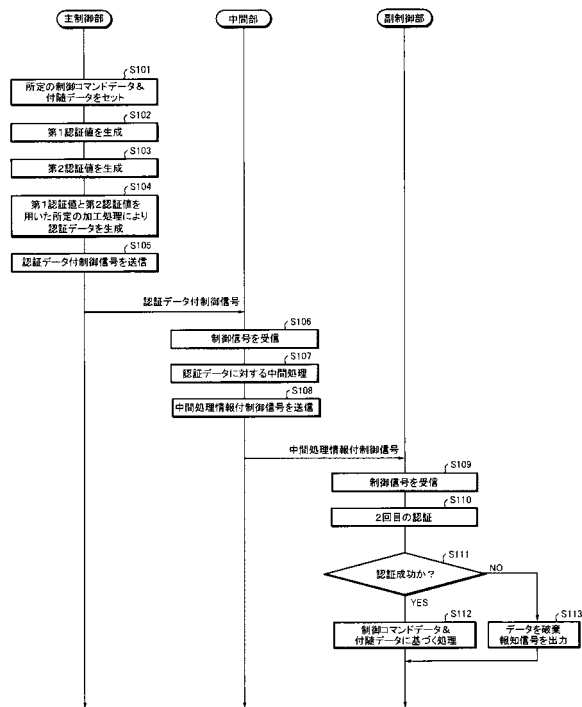 主制御部
中間部
副制御部
S101
所定の制御コマンドデータ&
付随データをセット
S102
第1認証値を生成
S103
第2認証値を生成
S104
第1認証値と第2認証値を
用いた所定の加工処理により
認証データを生成
S105
認証データ付制御信号を送信
認証データ付制御信号
S106
制御信号を受信
S107
認証データに対する中間処理
S108
中間処理情報付制御信号を送信
中間処理情報付制御信号
S109
制御信号を受信
S110
2回目の認証
S111
認証成功か?
NO
YES
S112
制御コマンドデータ&
付随データに基づく処理
S113
データを破棄
報知信号を出力